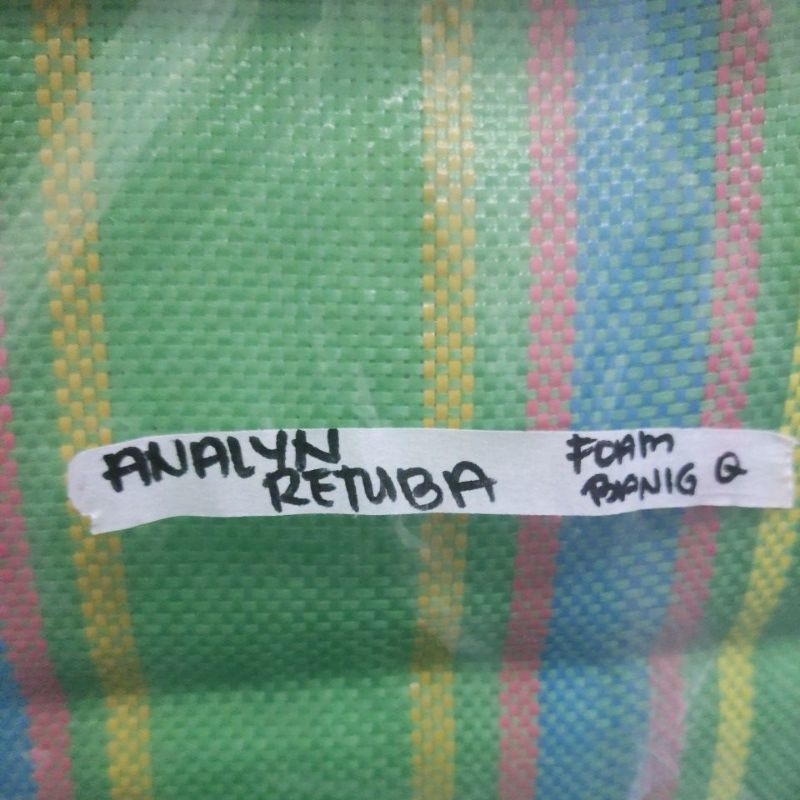 ANALYN
RETUBA
FOAM
BANIG Q